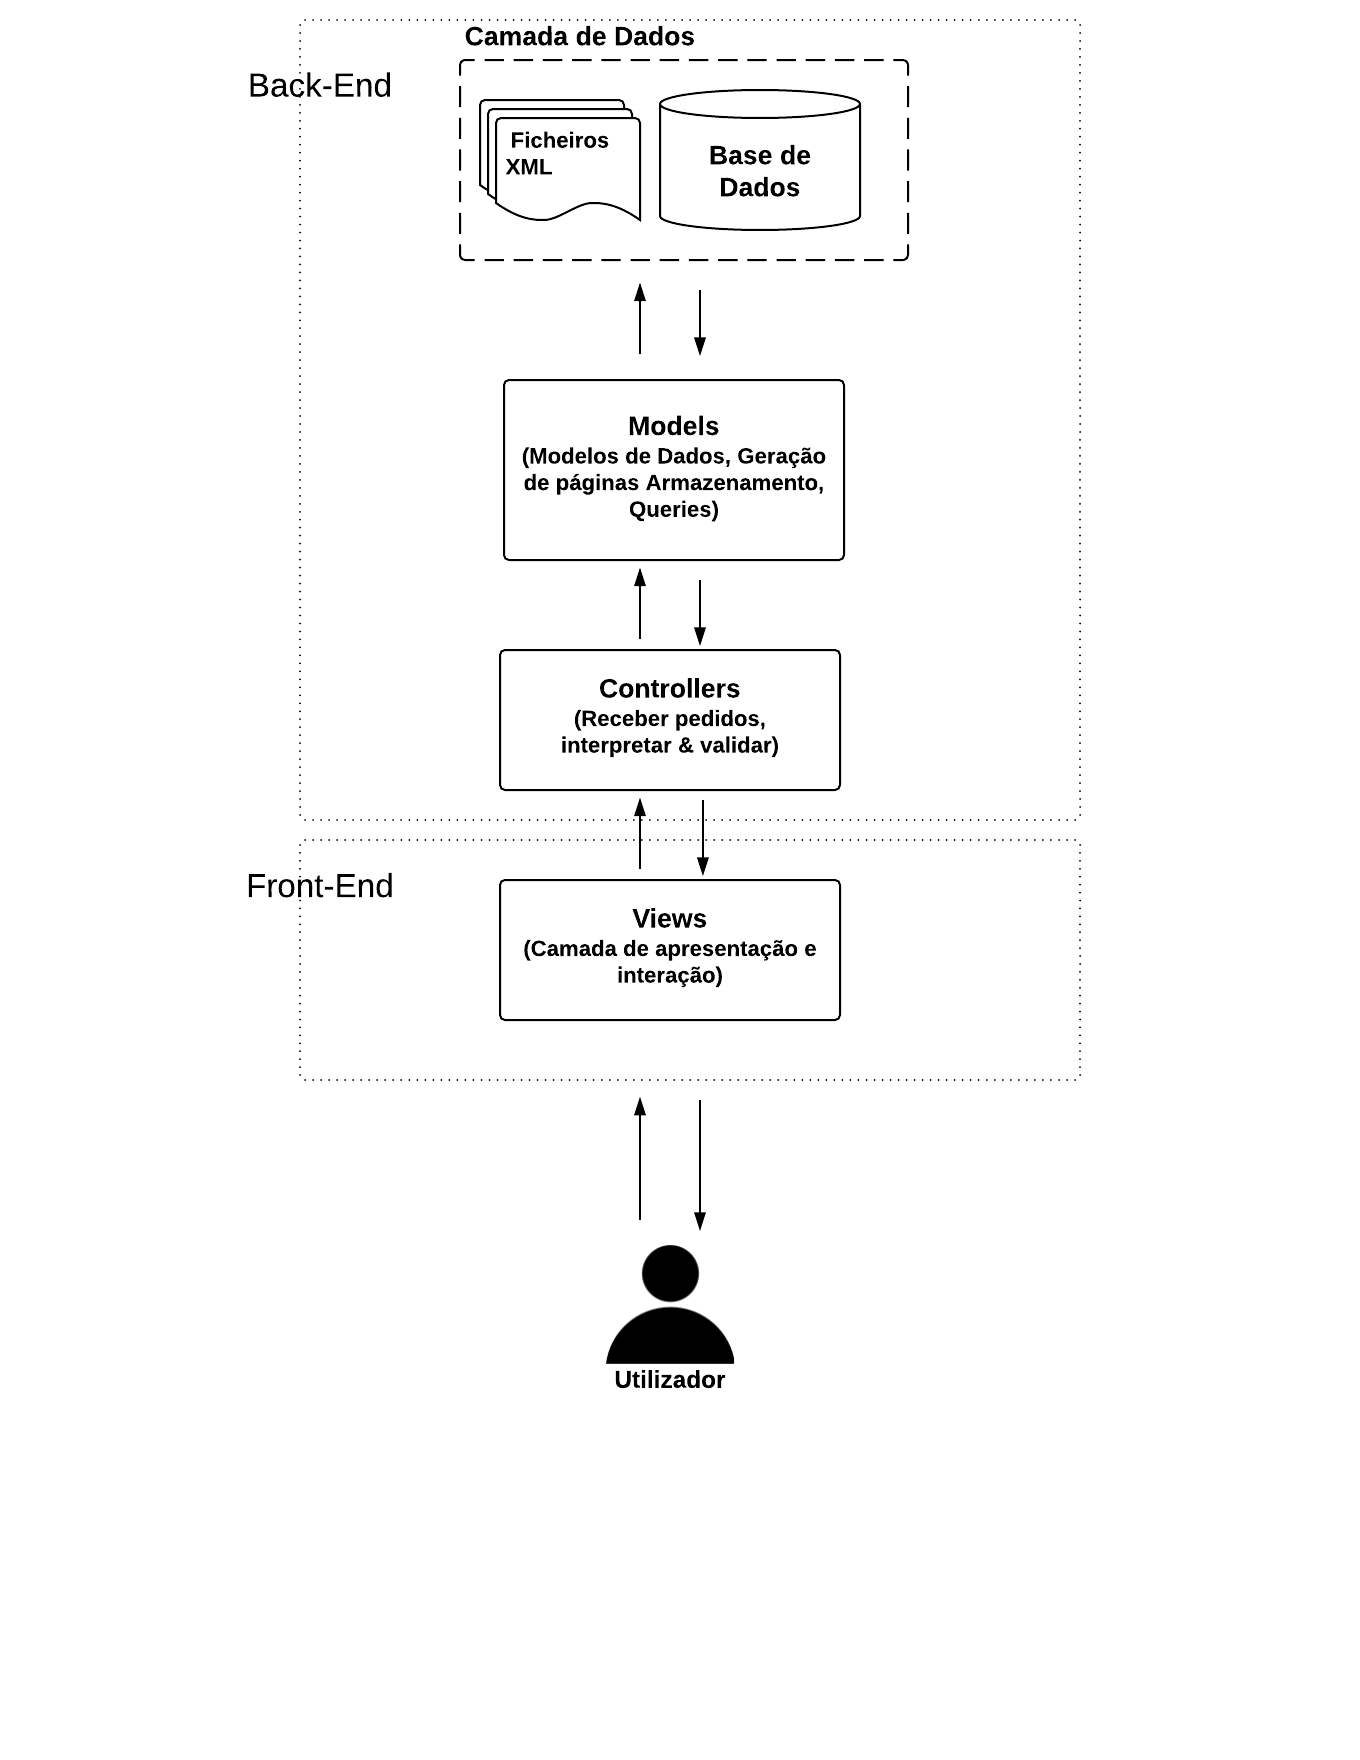 Camada de Dados
Back-End
Ficheiros
XML
Base de
Dados
Models
(Modelos de Dados, Geração
de páginas Armazenamento,
Queries)
Controllers
(Receber pedidos,
interpretar & validar)
Front-End
Views
(Camada de apresentação e
interação)
Utilizador